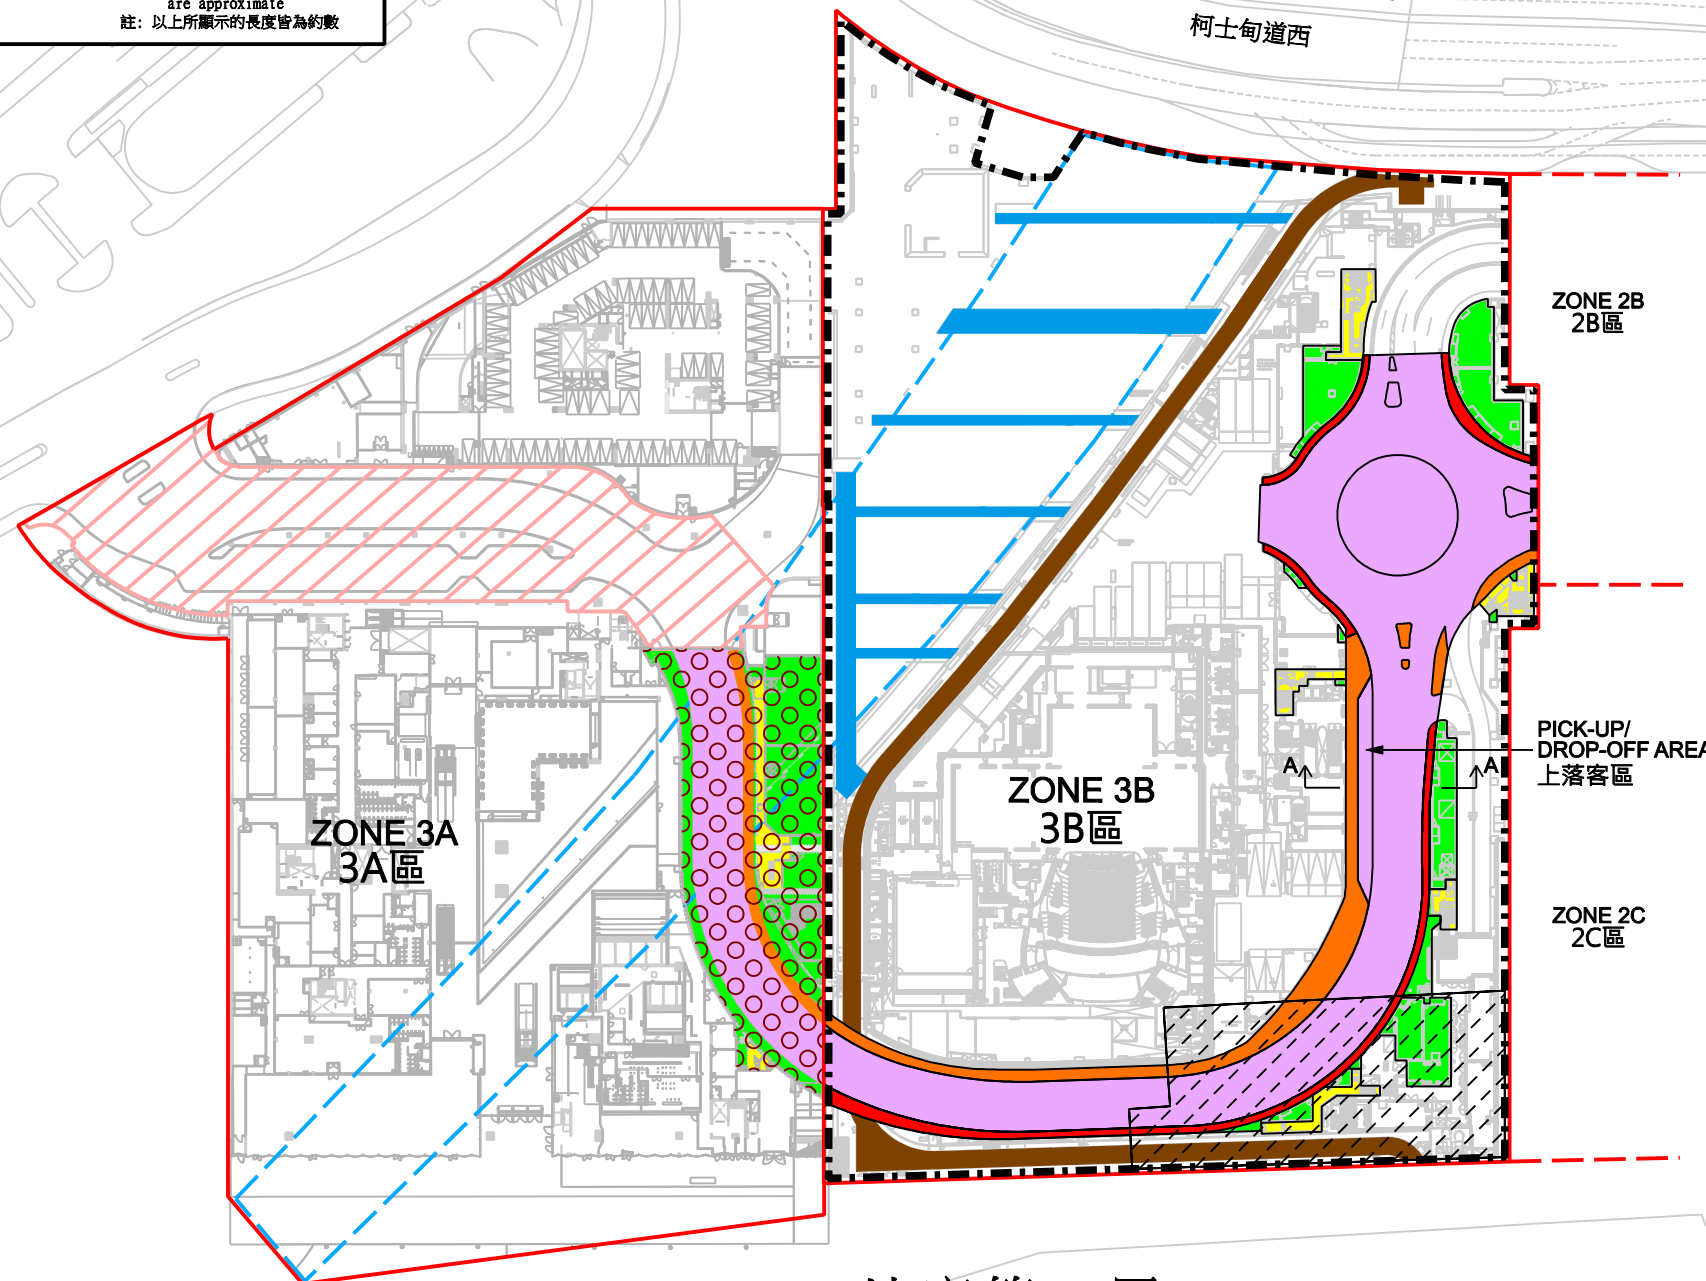 are approximate
註: 以上所顯示的長度皆為約數
柯士甸道西
ZONE 2B
2B區
PICK-UP/
DROP-OFF AREA
上落客區
A
A
ZONE 3B
3B區
ZONE 3A
3A區
ZONE 2C
2C區